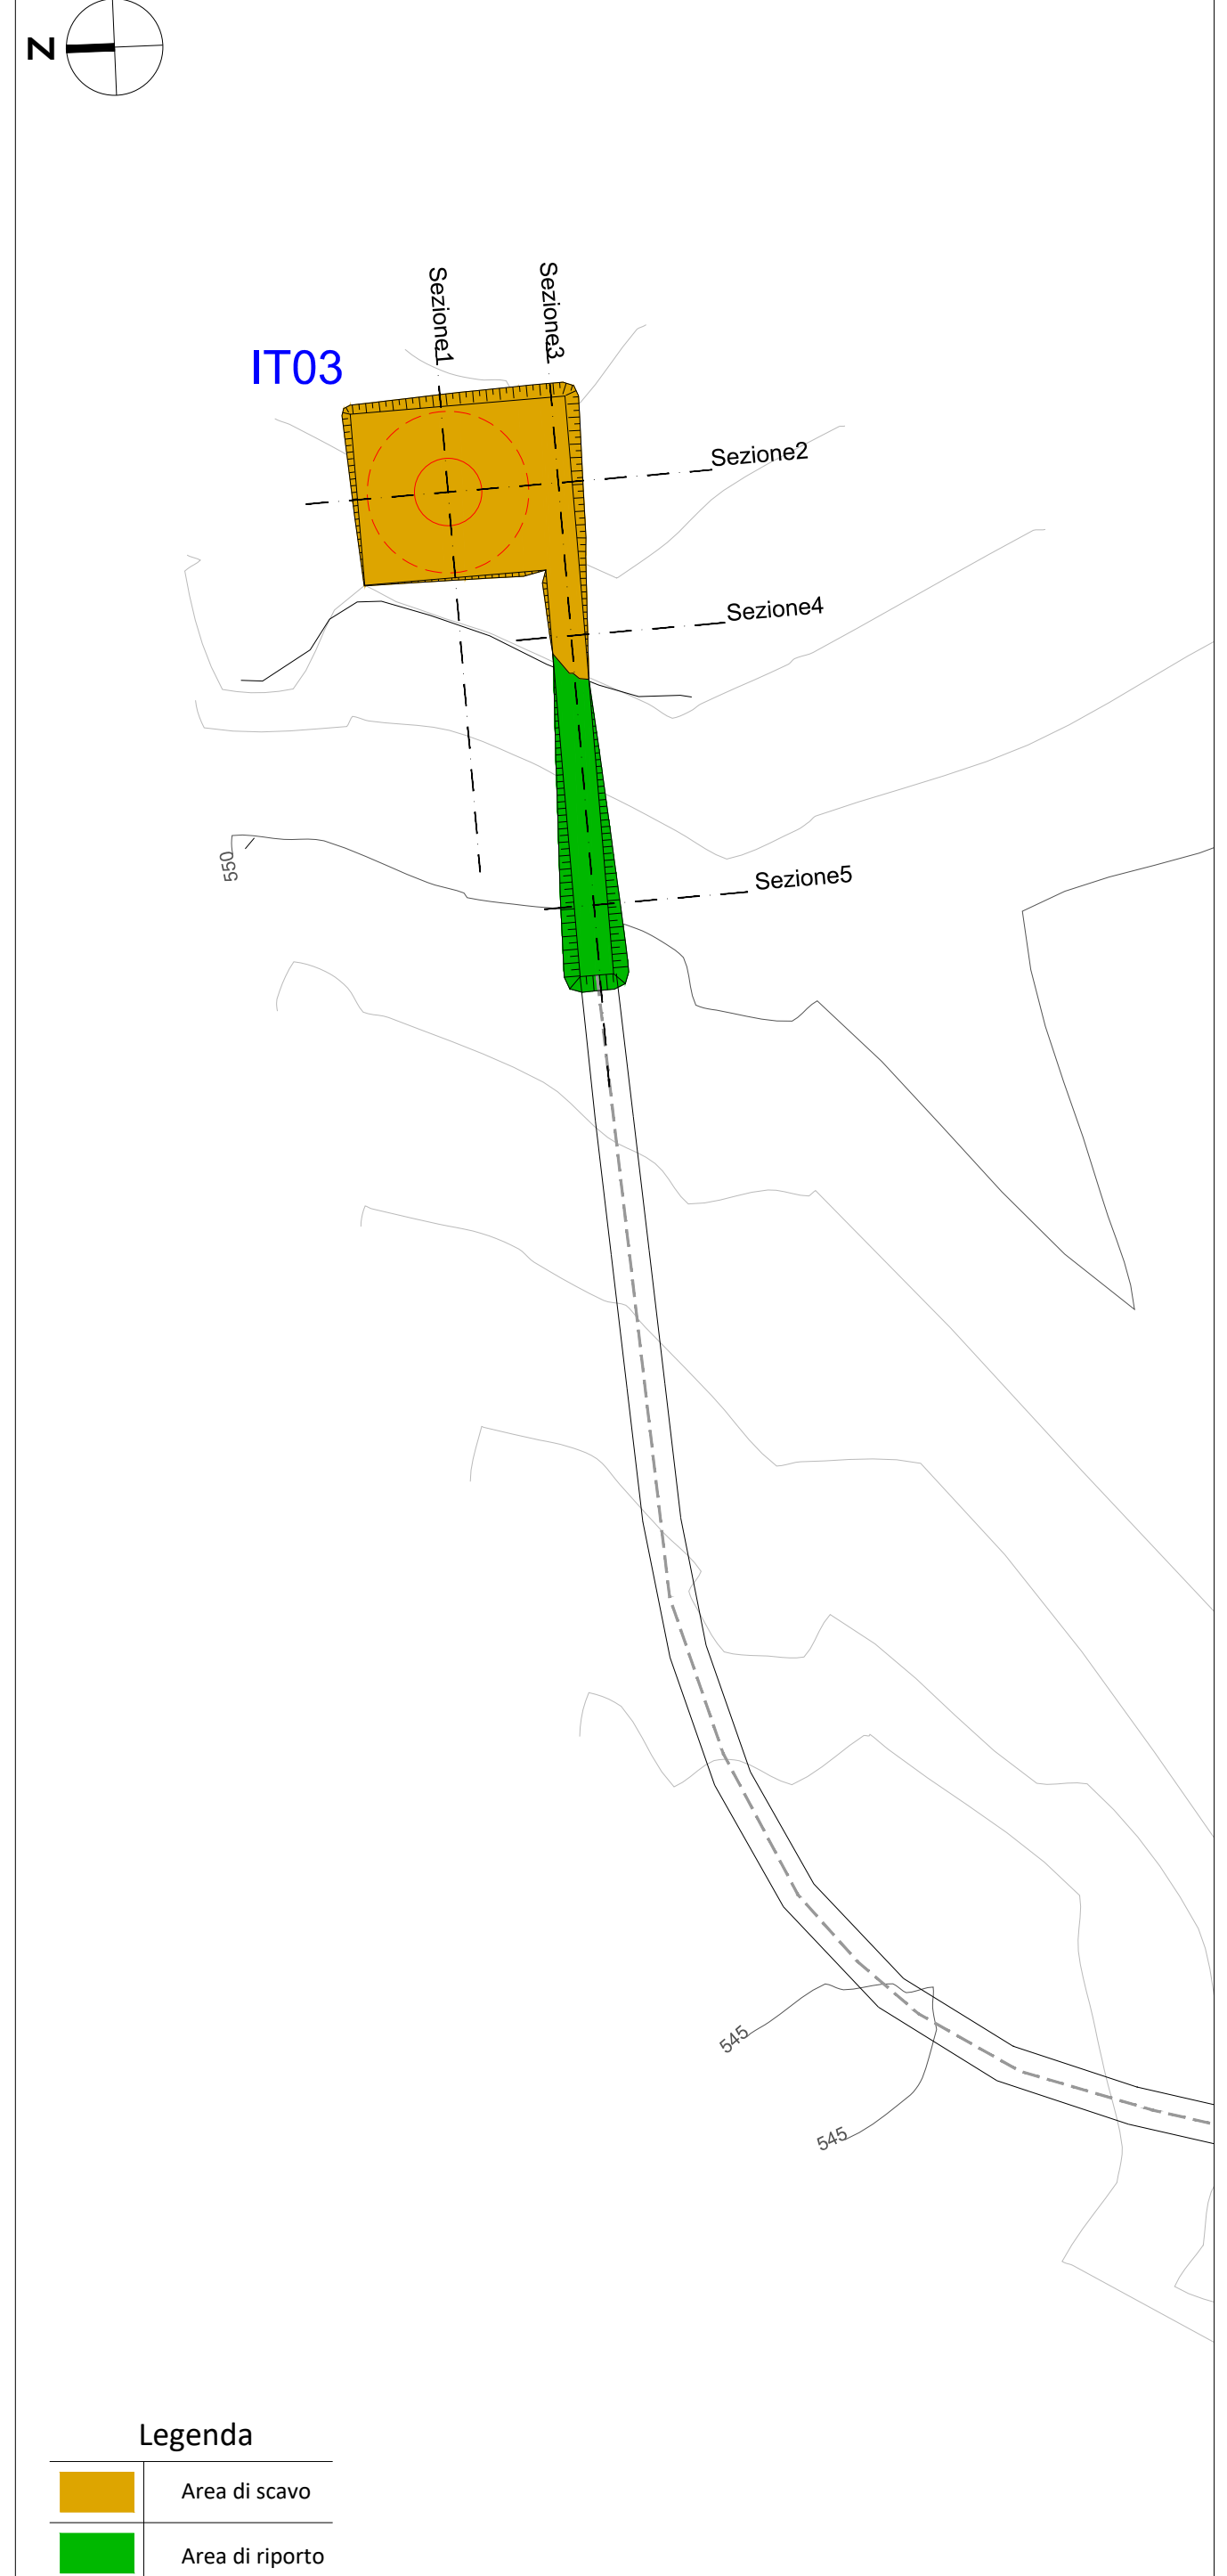 N
Sezione1
Sezione3
IT03
Sezione2
Sezione4
550
Sezione5
545
545
Legenda
Area di scavo
Area di riporto